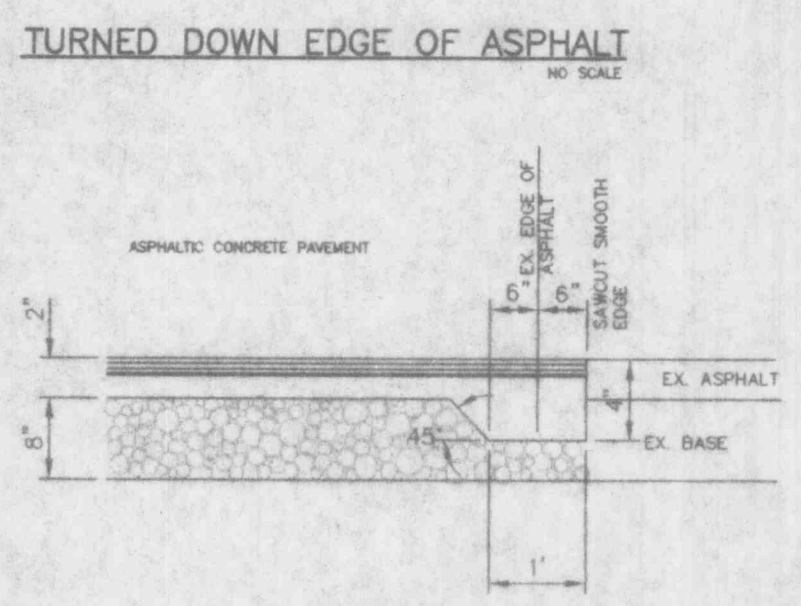 TURNED DOWN EDGE OF ASPHALT
NO SCALE
ASPHALTIC CONCRETE PAVEMENT
EX. EDGE OF
ASPHALT
SAWCUT SMOOTH
EDGE
6"
6"
2"
EX. ASPHALT
4"
8"
45°
EX. BASE
1'